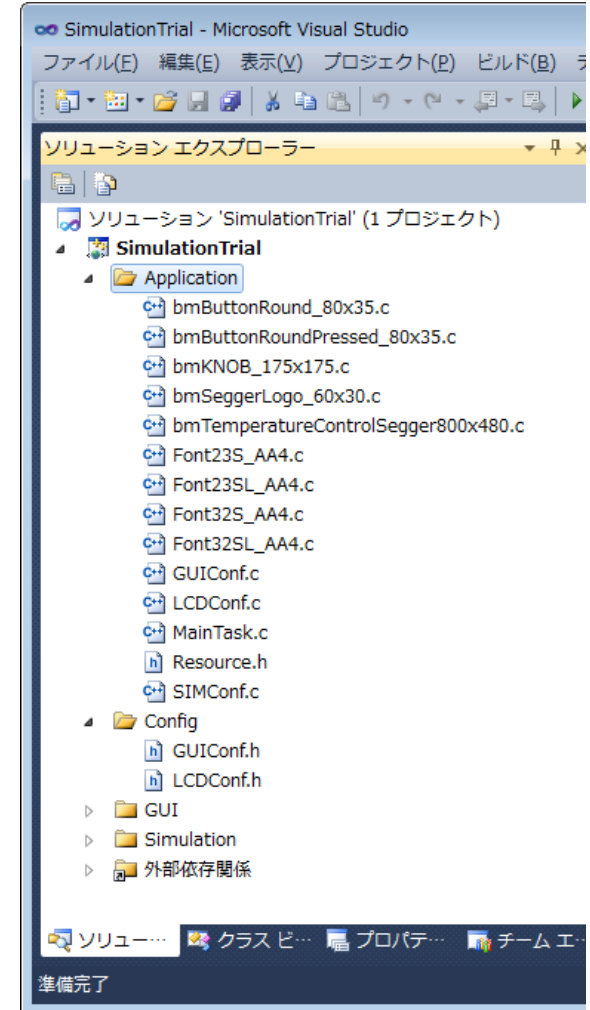 SimulationTrial - Microsoft Visual Studio
ファイル(F) 編集(E) 表示(V) プロジェクト(P) ビルド(B) デ
ソリューション エクスプローラー
ソリューション 'SimulationTrial' (1 プロジェクト)
SimulationTrial
Application
bmButtonRound_80x35.c
bmButtonRoundPressed_80x35.c
bmKNOB_175x175.c
bmSeggerLogo_60x30.c
bmTemperatureControlSegger800x480.c
Font23S_AA4.c
Font23SL_AA4.c
Font32S_AA4.c
Font32SL_AA4.c
GUIConf.c
LCDConf.c
MainTask.c
Resource.h
SIMConf.c
Config
GUIConf.h
LCDConf.h
GUI
Simulation
外部依存関係
ソリュー… クラス ビ… プロパテ… チーム エ…
準備完了